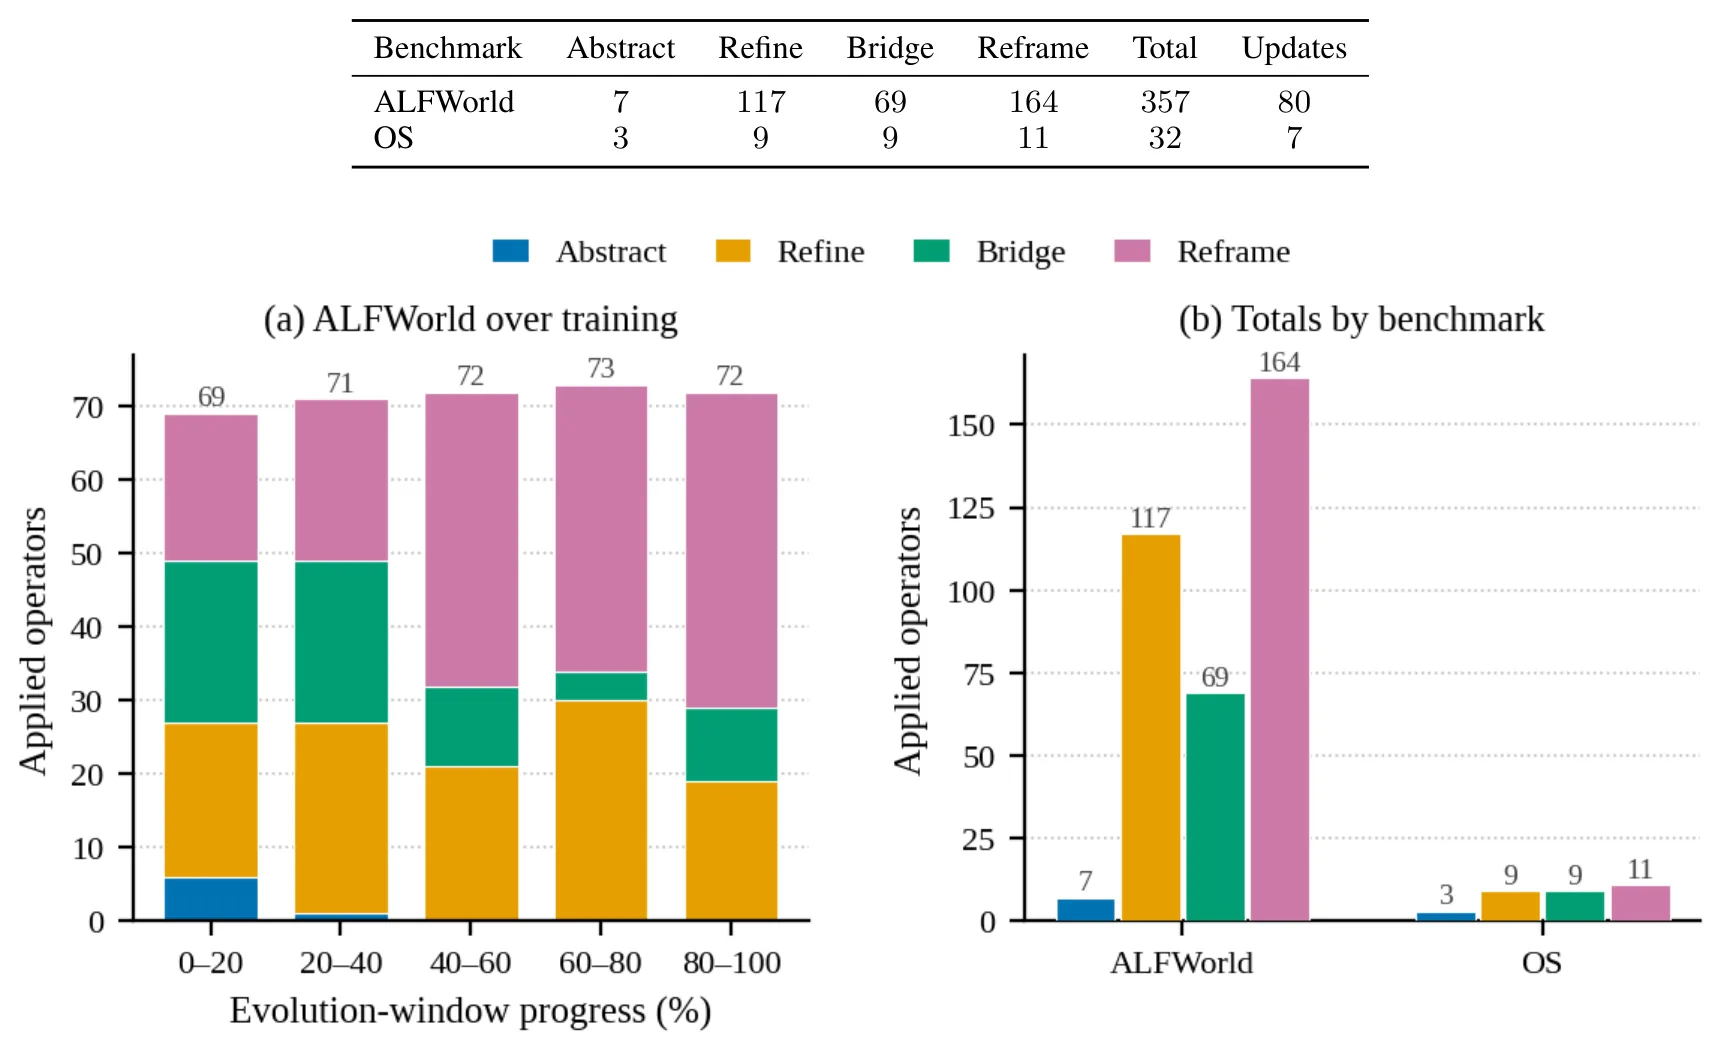 Benchmark Abstract Refine Bridge Reframe Total Updates
ALFWorld 7 117 69 164 357 80
OS 3 9 9 11 32 7
Abstract Refine Bridge Reframe
(a) ALFWorld over training
69 71 72 73 72
70
60
50
40
30
20
10
0
Applied operators
0–20 20–40 40–60 60–80 80–100
Evolution-window progress (%)
(b) Totals by benchmark
7 117 69 164 3 9 9 11
150
125
100
75
50
25
0
Applied operators
ALFWorld OS